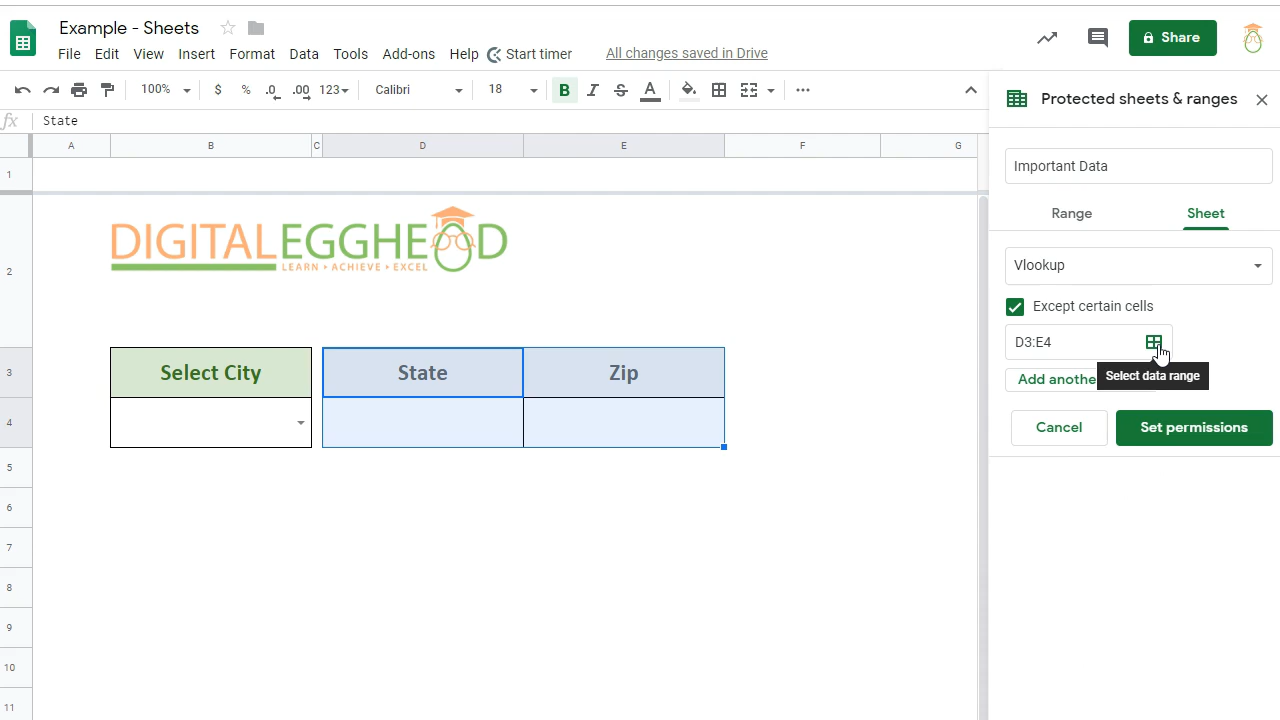 Example - Sheets
File Edit View Insert Format Data Tools Add-ons Help Start timer All changes saved in Drive
Share
100% $ % .0 .00 123 Calibri 18 B I S A
fx State
A B C D E F G
1
2
DIGITALEGGHEAD
LEARN • ACHIEVE • EXCEL
3 Select City State Zip
4
5
6
7
8
9
10
11
Protected sheets & ranges
Important Data
Range Sheet
Vlookup
Except certain cells
D3:E4
Select data range
Add anothe
Cancel Set permissions